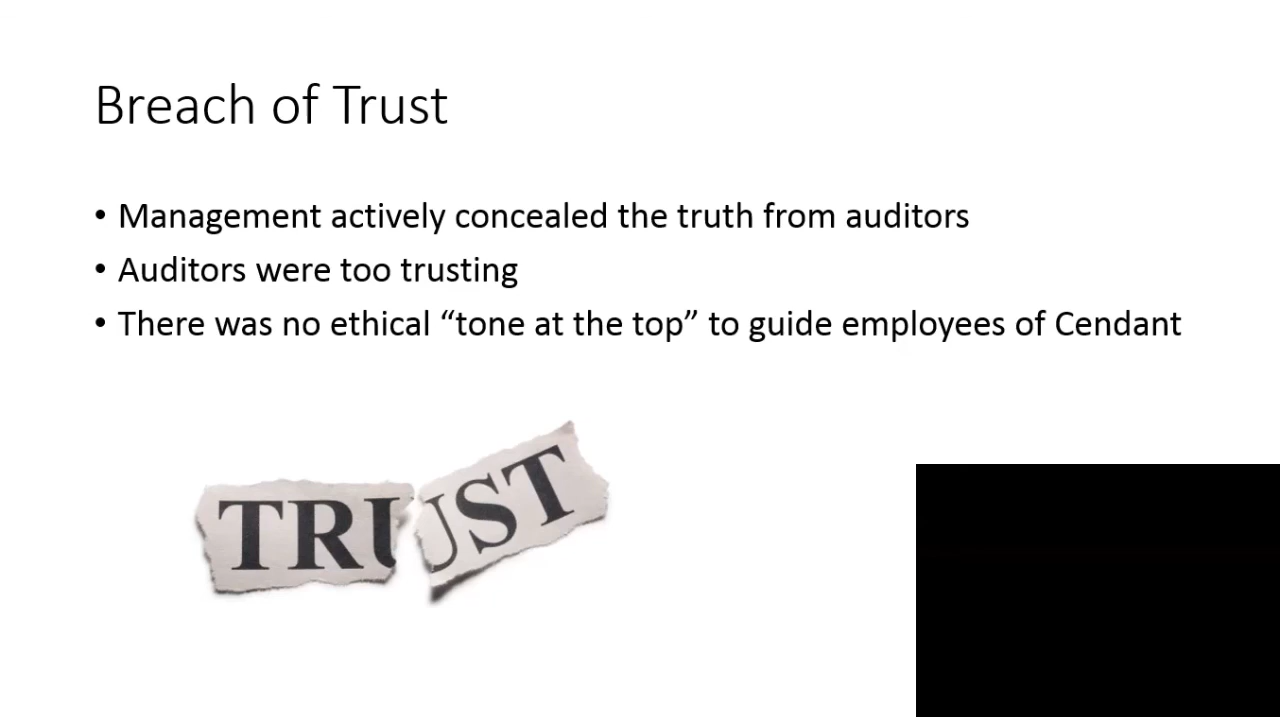 Breach of Trust
• Management actively concealed the truth from auditors
• Auditors were too trusting
• There was no ethical “tone at the top” to guide employees of Cendant
TRUST